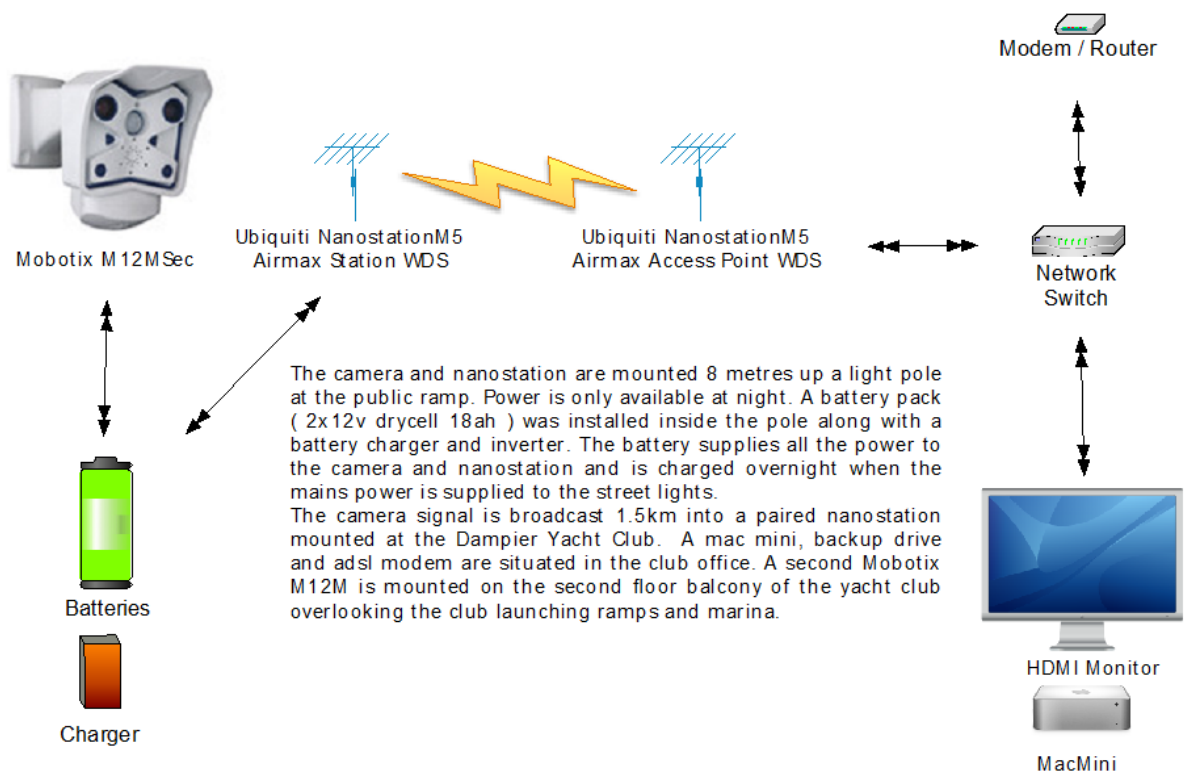 Modem / Router
Mobotix M12MSec
Ubiquiti NanostationM5
Airmax Station WDS
Ubiquiti NanostationM5
Airmax Access Point WDS
Network
Switch
The camera and nanostation are mounted 8 metres up a light pole
at the public ramp. Power is only available at night. A battery pack
( 2x12v drycell 18ah ) was installed inside the pole along with a
battery charger and inverter. The battery supplies all the power to
the camera and nanostation and is charged overnight when the
mains power is supplied to the street lights.
The camera signal is broadcast 1.5km into a paired nanostation
mounted at the Dampier Yacht Club. A mac mini, backup drive
and adsl modem are situated in the club office. A second Mobotix
M12M is mounted on the second floor balcony of the yacht club
overlooking the club launching ramps and marina.
Batteries
Charger
HDMI Monitor
MacMini